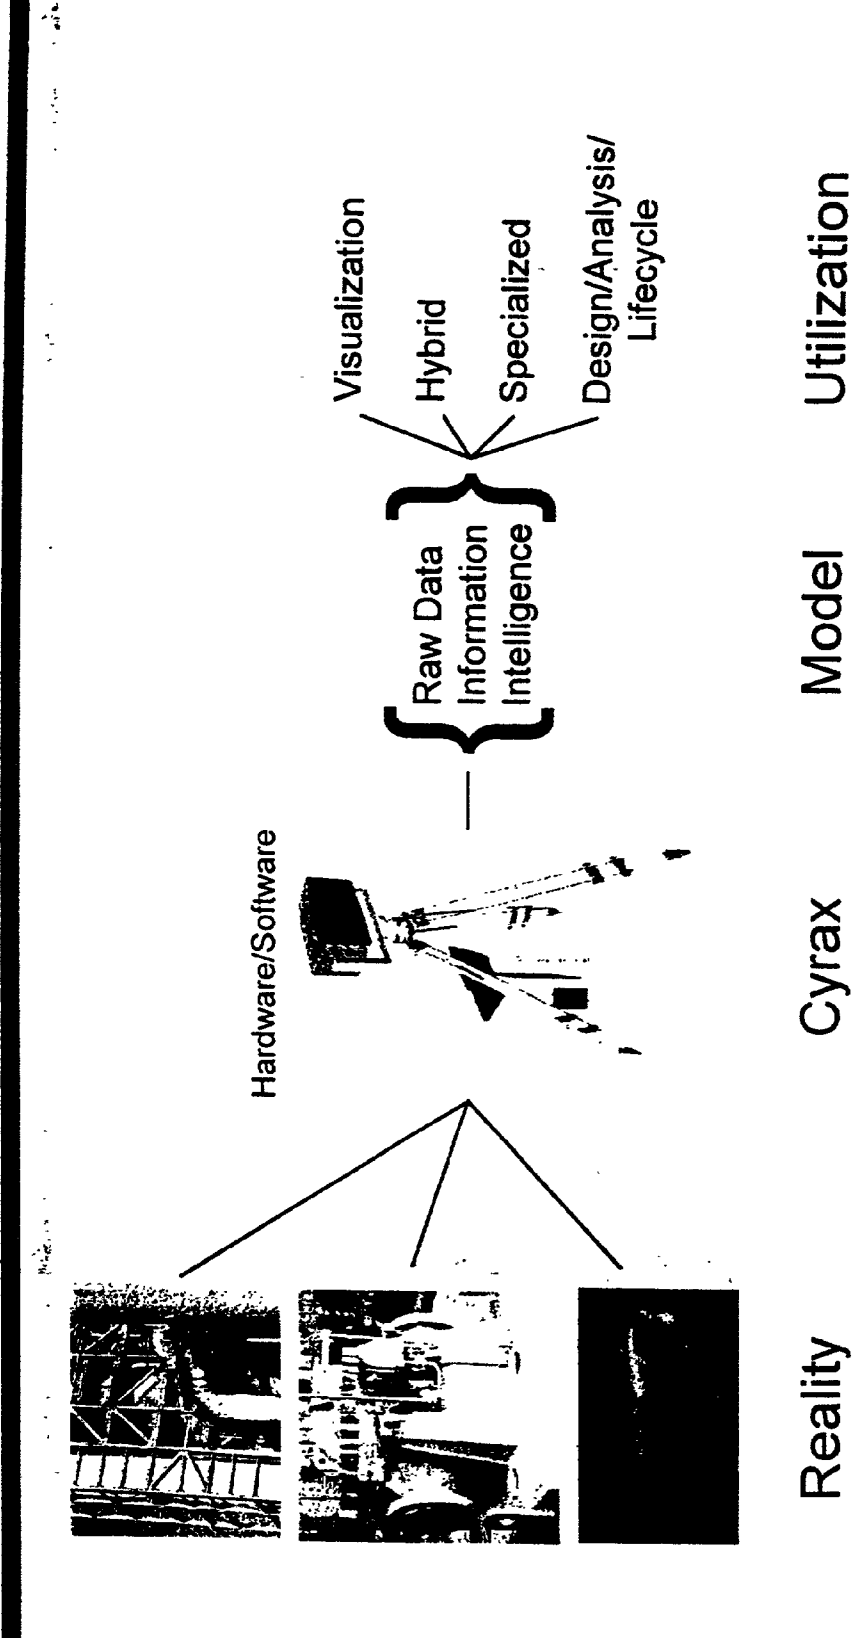 Hardware/Software
Raw Data
Information
Intelligence
Visualization
Hybrid
Specialized
Design/Analysis/
Lifecycle
Reality
Cyrax
Model
Utilization